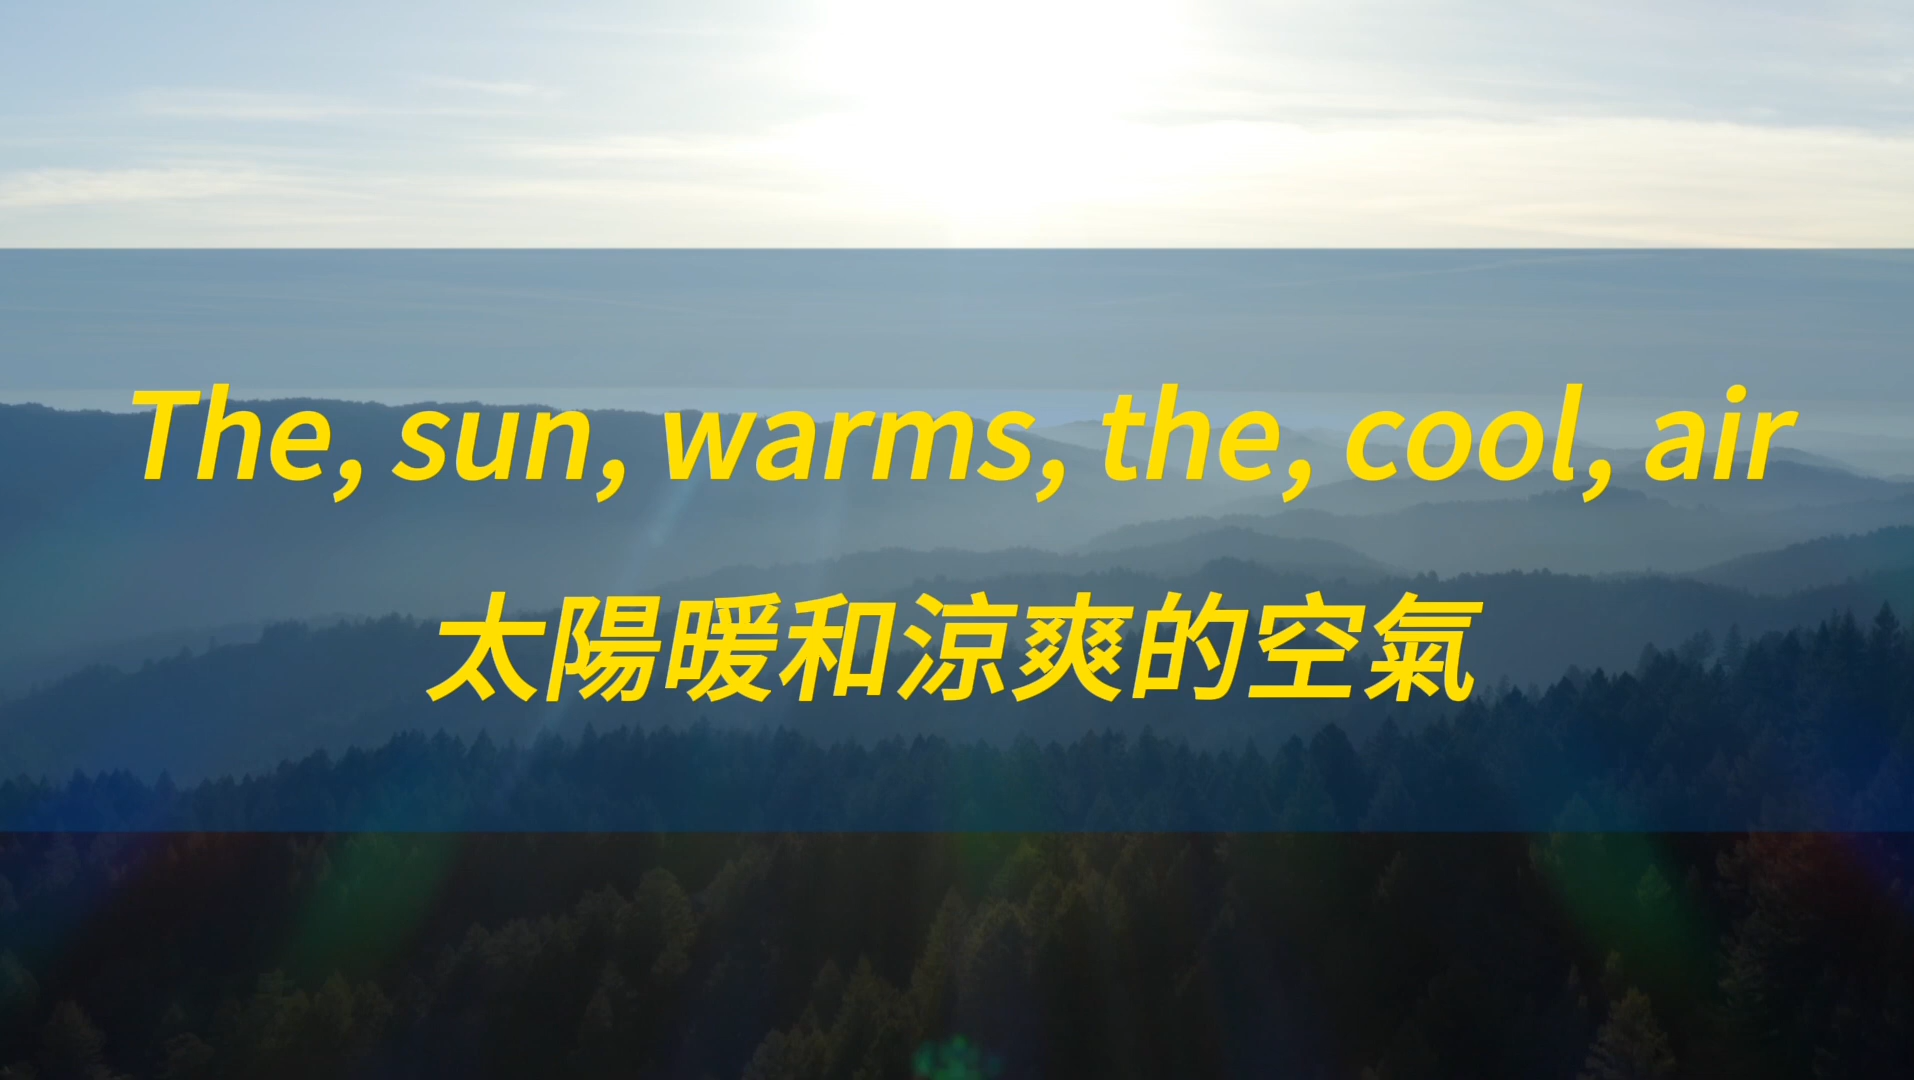 The, sun, warms, the, cool, air
太陽暖和涼爽的空氣